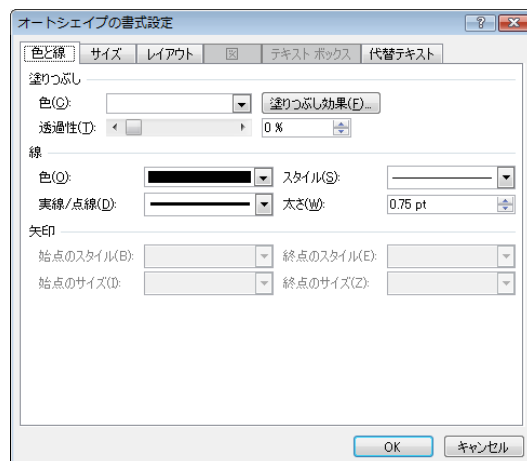 オートシェイプの書式設定
色と線 サイズ レイアウト 図 テキスト ボックス 代替テキスト
塗りつぶし
色(C): 塗りつぶし効果(F)...
透過性(T): 0 %
線
色(O): スタイル(S):
実線/点線(D): 太さ(W): 0.75 pt
矢印
始点のスタイル(B): 終点のスタイル(E):
始点のサイズ(I): 終点のサイズ(Z):
OK キャンセル